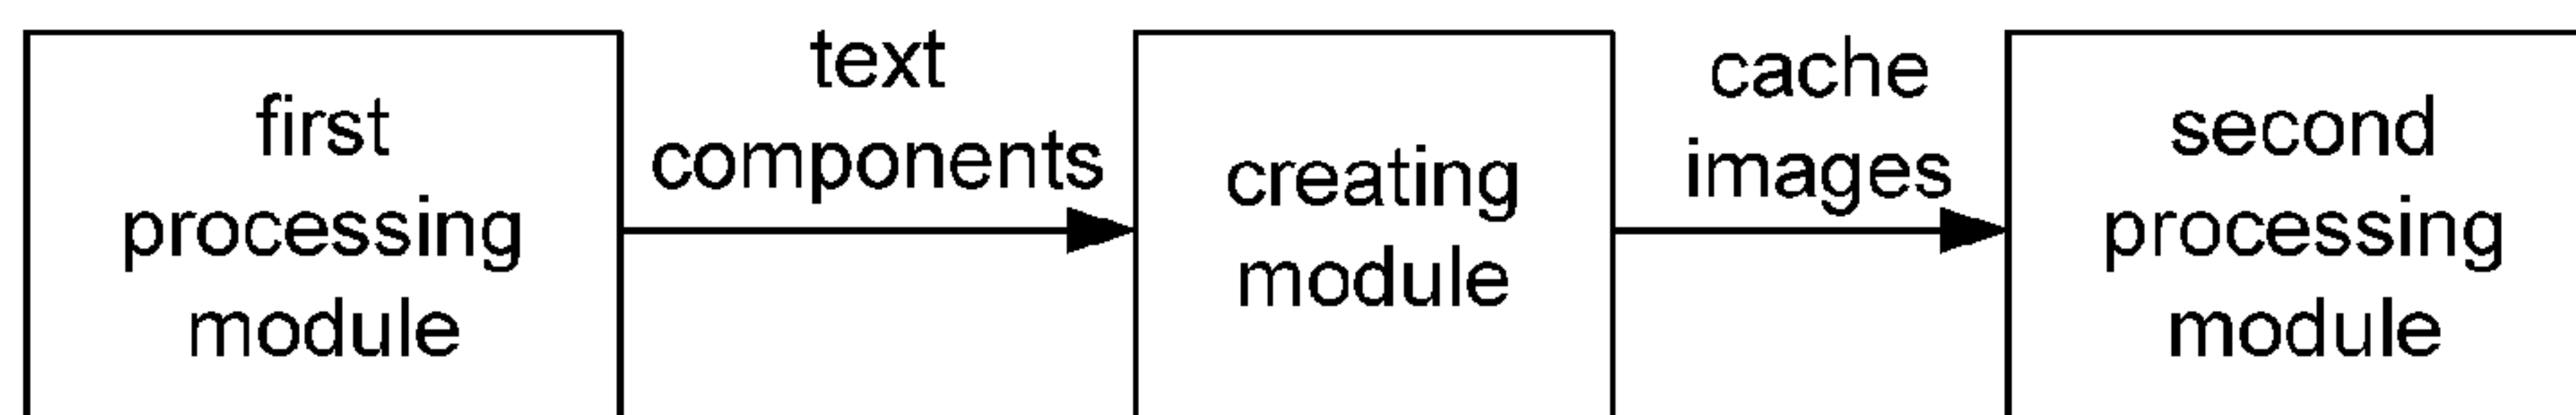 first
processing
module
text
components
creating
module
cache
images
second
processing
module